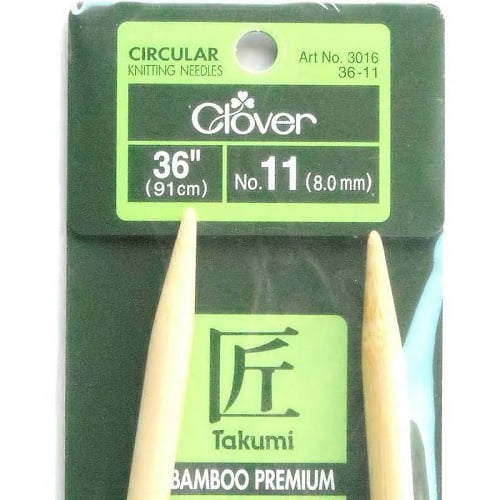 CIRCULAR
KNITTING NEEDLES
Art No. 3016
36-11
Clover
36"
(91cm)
No.11 (8.0 mm)
匠
Takumi
BAMBOO PREMIUM